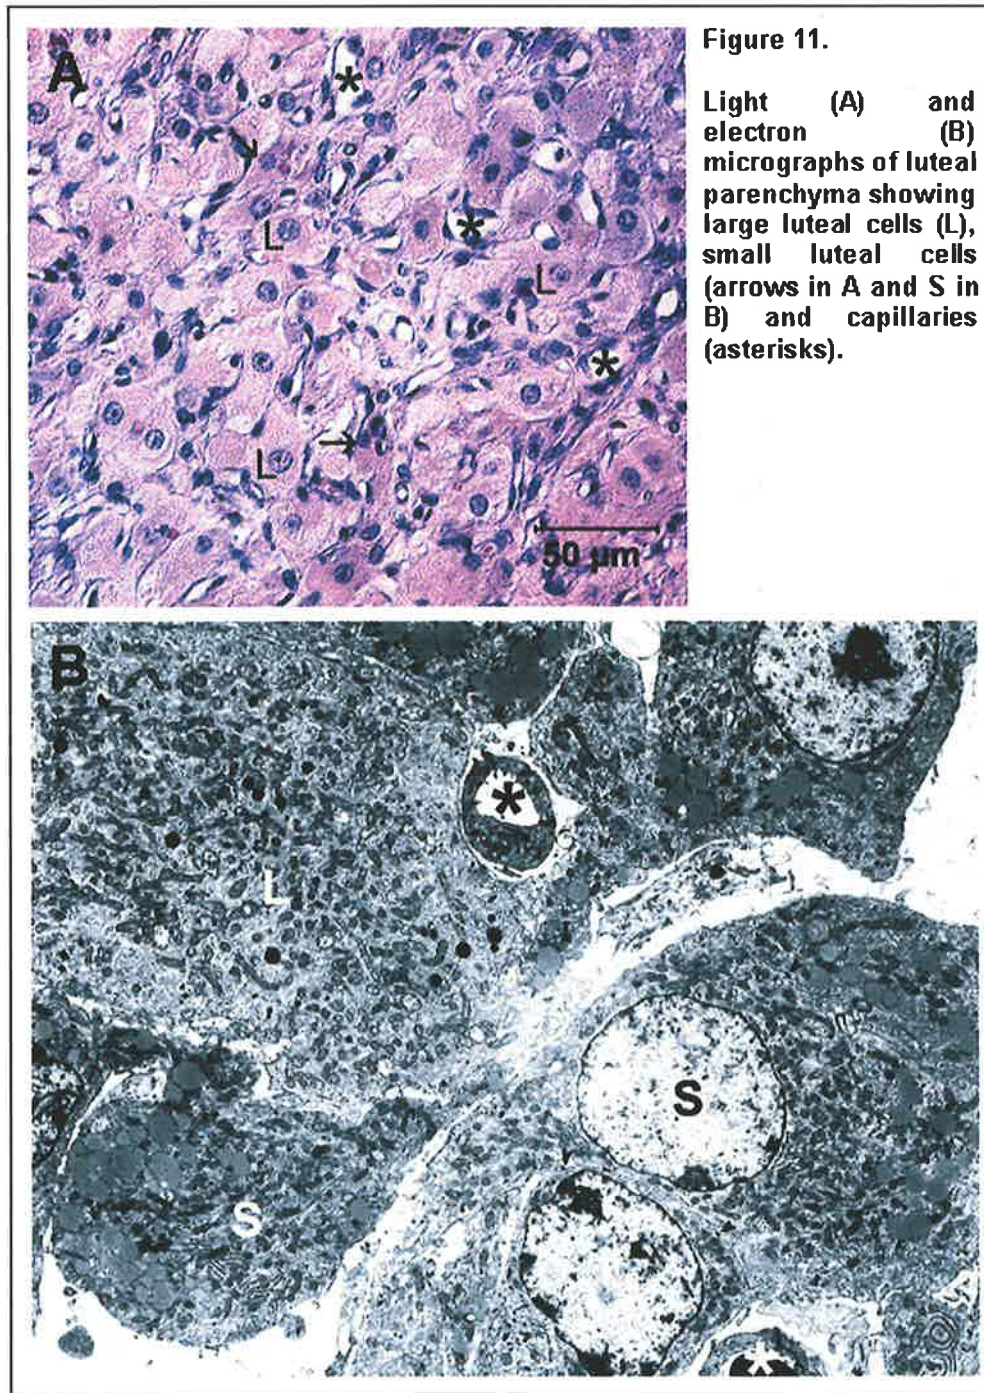 Figure 11.
Light (A) and
electron (B)
micrographs of luteal
parenchyma showing
large luteal cells (L),
small luteal cells
(arrows in A and S in
B) and capillaries
(asterisks).
A
*
*
L
L
*
L
50 µm
B
*
L
S
S
*